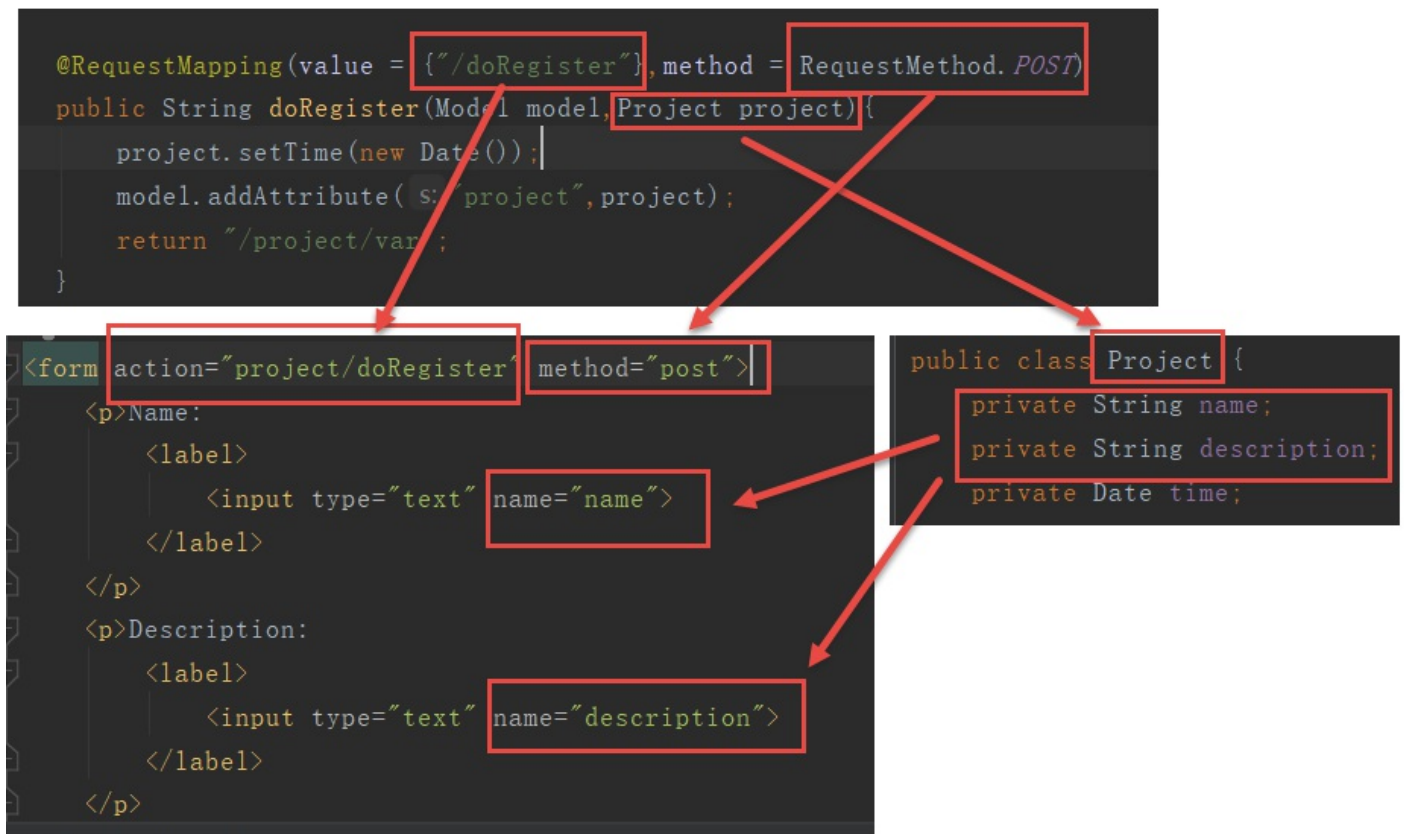 @RequestMapping(value = {"/doRegister"},method = RequestMethod.POST)
public String doRegister(Model model,Project project){
project.setTime(new Date());
model.addAttribute( s: "project",project);
return "/project/var";
}
<form action="project/doRegister" method="post">
<p>Name:
<label>
<input type="text" name="name">
</label>
</p>
<p>Description:
<label>
<input type="text" name="description">
</label>
</p>
public class Project {
private String name;
private String description;
private Date time;